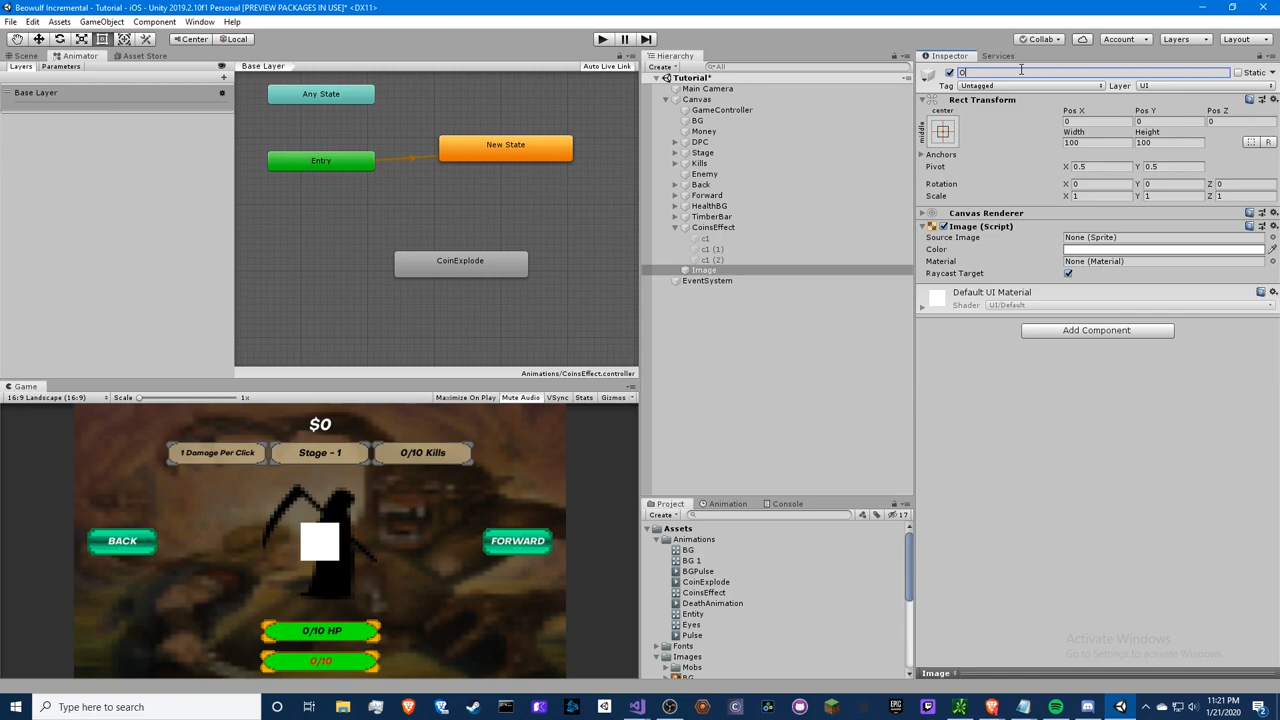 Beowulf Incremental - Tutorial - iOS - Unity 2019.2.10f1 Personal [PREVIEW PACKAGES IN USE]* <DX11>
File Edit Assets GameObject Component Window Help
Center Local Collab Account Layers Layout
Scene Animator Asset Store
Layers Parameters Base Layer Auto Live Link
Base Layer
Any State
Entry
New State
CoinExplode
Animations/CoinsEffect.controller
Hierarchy
Create All
Tutorial*
Main Camera
Canvas
GameController
BG
Money
DPC
Stage
Kills
Enemy
Back
Forward
HealthBG
TimberBar
CoinsEffect
c1
c1 (1)
c1 (2)
Image
EventSystem
Inspector Services
O Static
Tag Untagged Layer UI
Rect Transform
center Pos X Pos Y Pos Z
middle 0 0 0
Width Height
100 100
R
Anchors
Pivot X 0.5 Y 0.5
Rotation X 0 Y 0 Z 0
Scale X 1 Y 1 Z 1
Canvas Renderer
Image (Script)
Source Image None (Sprite)
Color
Material None (Material)
Raycast Target
Default UI Material
Shader UI/Default
Add Component
Activate Windows
Go to Settings to activate Windows.
Image
Game
16:9 Landscape (16:9) Scale 1x Maximize On Play Mute Audio VSync Stats Gizmos
$0
1 Damage Per Click Stage - 1 0/10 Kills
BACK FORWARD
0/10 HP
0/10
Project Animation Console
Create 17
Assets
Animations
BG
BG 1
BGPulse
CoinExplode
CoinsEffect
DeathAnimation
Entity
Eyes
Pulse
Fonts
Images
Mobs
BG
Type here to search
11:21 PM
1/21/2020